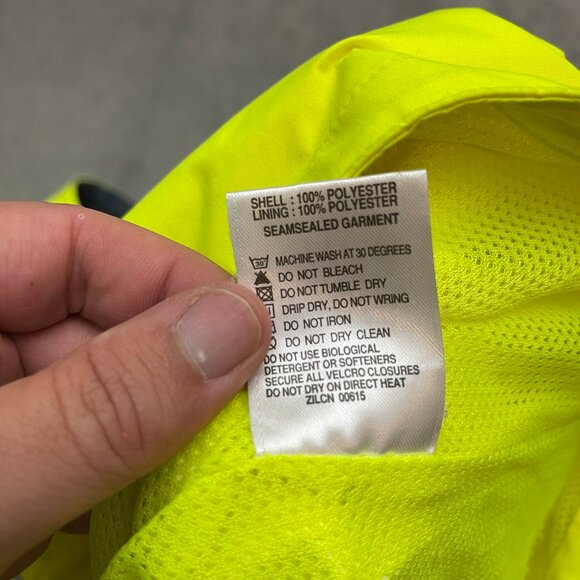 SHELL : 100% POLYESTER
LINING : 100% POLYESTER
SEAMSEALED GARMENT
30 MACHINE WASH AT 30 DEGREES
DO NOT BLEACH
DO NOT TUMBLE DRY
DRIP DRY, DO NOT WRING
DO NOT IRON
DO NOT DRY CLEAN
DO NOT USE BIOLOGICAL
DETERGENT OR SOFTENERS
SECURE ALL VELCRO CLOSURES
DO NOT DRY ON DIRECT HEAT
ZILCN 00615